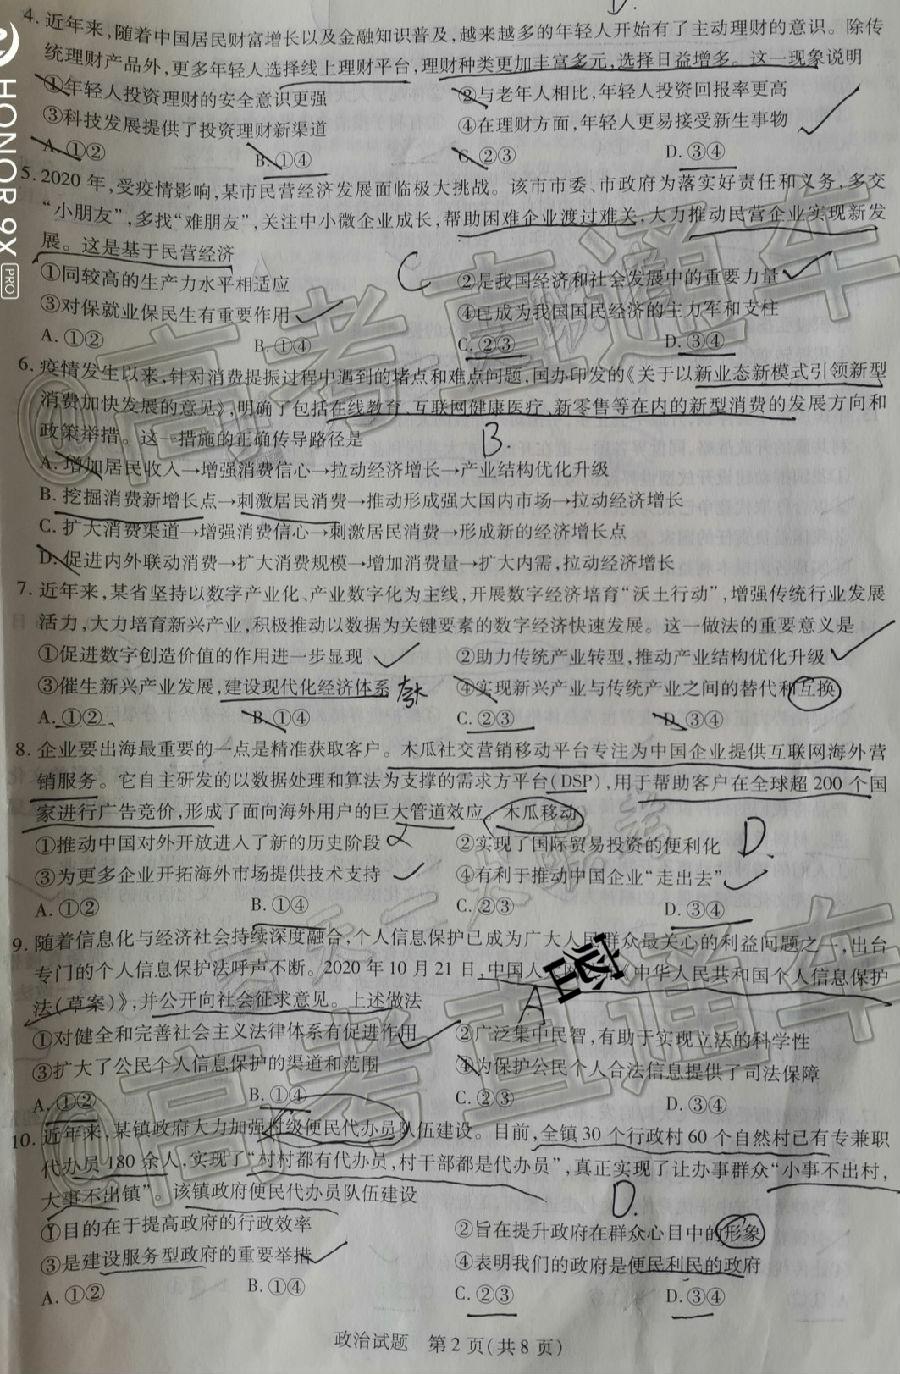 4. 近年来,随着中国居民财富增长以及金融知识普及,越来越多的年轻人开始有了主动理财的意识。除传
统理财产品外,更多年轻人选择线上理财平台,理财种类更加丰富多元,选择日益增多。这一现象说明
①年轻人投资理财的安全意识更强 ②与老年人相比,年轻人投资回报率更高
③科技发展提供了投资理财新渠道 ④在理财方面,年轻人更易接受新生事物
A. ①② B. ①④ C. ②③ D. ③④
5. 2020 年,受疫情影响,某市民营经济发展面临极大挑战。该市市委、市政府为落实好责任和义务,多交
“小朋友”,多找“难朋友”,关注中小微企业成长,帮助困难企业渡过难关,大力推动民营企业实现新发
展。这是基于民营经济
C
①同较高的生产力水平相适应 ②是我国经济和社会发展中的重要力量
③对保就业保民生有重要作用 ④已成为我国国民经济的主力军和支柱
A. ①② B. ①④ C. ②③ D. ③④
6. 疫情发生以来,针对消费提振过程中遇到的堵点和难点问题,国办印发的《关于以新业态新模式引领新型
消费加快发展的意见》,明确了包括在线教育、互联网健康医疗、新零售等在内的新型消费的发展方向和
政策举措。这一措施的正确传导路径是
B.
A. 增加居民收入→增强消费信心→拉动经济增长→产业结构优化升级
B. 挖掘消费新增长点→刺激居民消费→推动形成强大国内市场→拉动经济增长
C. 扩大消费渠道→增强消费信心→刺激居民消费→形成新的经济增长点
D. 促进内外联动消费→扩大消费规模→增加消费量→扩大内需,拉动经济增长
7. 近年来,某省坚持以数字产业化、产业数字化为主线,开展数字经济培育“沃土行动”,增强传统行业发展
活力,大力培育新兴产业,积极推动以数据为关键要素的数字经济快速发展。这一做法的重要意义是
①促进数字创造价值的作用进一步显现 ②助力传统产业转型,推动产业结构优化升级
③催生新兴产业发展,建设现代化经济体系 ④实现新兴产业与传统产业之间的替代和互换
A. ①② B. ①④ C. ②③ D. ③④
8. 企业要出海最重要的一点是精准获取客户。木瓜社交营销移动平台专注为中国企业提供互联网海外营
销服务。它自主研发的以数据处理和算法为支撑的需求方平台(DSP),用于帮助客户在全球超 200 个国
家进行广告竞价,形成了面向海外用户的巨大管道效应。木瓜移动
D.
①推动中国对外开放进入了新的历史阶段 ②实现了国际贸易投资的便利化
③为更多企业开拓海外市场提供技术支持 ④有利于推动中国企业“走出去”
A. ①② B. ①④ C. ②③ D. ③④
9. 随着信息化与经济社会持续深度融合,个人信息保护已成为广大人民群众最关心的利益问题之一,出台
专门的个人信息保护法呼声不断。2020 年 10 月 21 日,中国人 《中华人民共和国个人信息保护
法(草案)》,并公开向社会征求意见。上述做法
A
①对健全和完善社会主义法律体系有促进作用 ②广泛集中民智,有助于实现立法的科学性
③扩大了公民个人信息保护的渠道和范围 ④为保护公民个人合法信息提供了司法保障
A. ①② B. ①④ C. ②③ D. ③④
10. 近年来,某镇政府大力加强村级便民代办员队伍建设。目前,全镇 30 个行政村 60 个自然村已有专兼职
代办员 180 余人,实现了“村村都有代办员,村干部都是代办员”,真正实现了让办事群众“小事不出村,
大事不出镇”。该镇政府便民代办员队伍建设
D.
①目的在于提高政府的行政效率 ②旨在提升政府在群众心目中的形象
③是建设服务型政府的重要举措 ④表明我们的政府是便民利民的政府
A. ①② B. ①④ C. ②③ D. ③④
政治试题 第 2 页(共 8 页)
HONOR 9X PRO
@高考直通车
@高考直通车
密